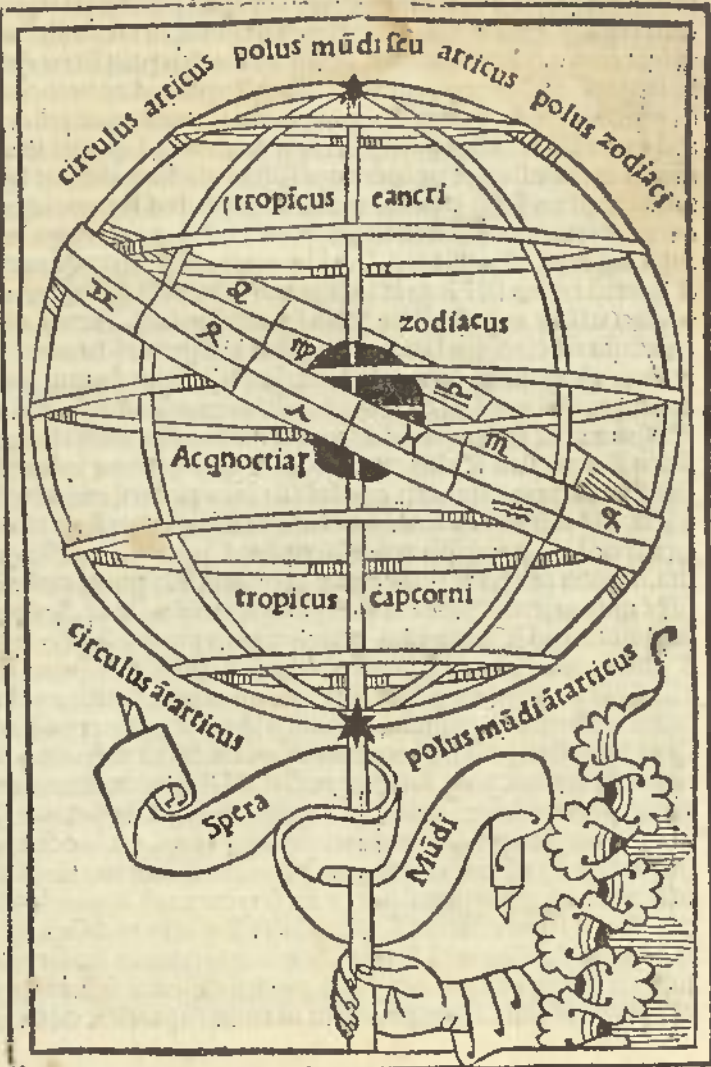 circulus articus polus mūdi seu articus polus zodiaci
tropicus cancri
zodiacus
Acqnoctiaɼ
tropicus capcorni
circulus ātarticus
polus mūdi ātarticus
Spera
Mūdi